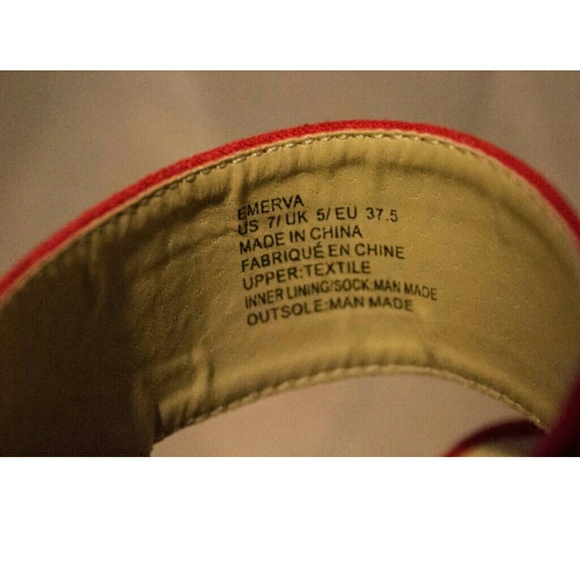 EMERVA
US 7/ UK 5/ EU 37.5
MADE IN CHINA
FABRIQUÉ EN CHINE
UPPER:TEXTILE
INNER LINING/SOCK:MAN MADE
OUTSOLE:MAN MADE